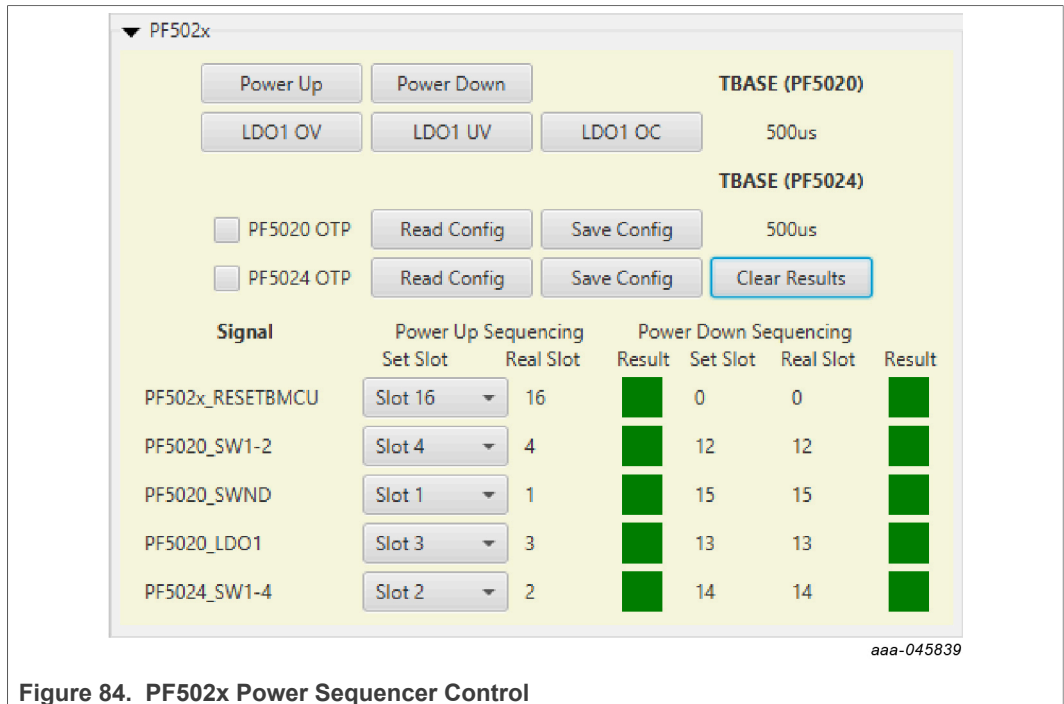 PF502x
Power Up Power Down TBASE (PF5020)
LDO1 OV LDO1 UV LDO1 OC 500us
TBASE (PF5024)
PF5020 OTP Read Config Save Config 500us
PF5024 OTP Read Config Save Config Clear Results
Signal Power Up Sequencing Power Down Sequencing
Set Slot Real Slot Result Set Slot Real Slot Result
PF502x_RESETBMCU Slot 16 16 0 0
PF5020_SW1-2 Slot 4 4 12 12
PF5020_SWND Slot 1 1 15 15
PF5020_LDO1 Slot 3 3 13 13
PF5024_SW1-4 Slot 2 2 14 14
aaa-045839
Figure 84. PF502x Power Sequencer Control